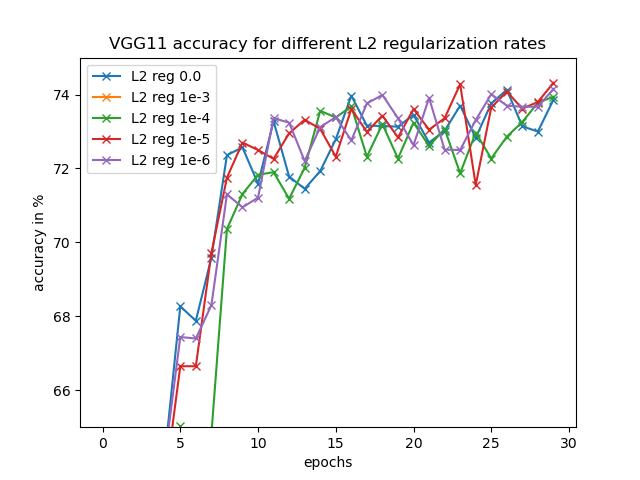 VGG11 accuracy for different L2 regularization rates
L2 reg 0.0
L2 reg 1e-3
L2 reg 1e-4
L2 reg 1e-5
L2 reg 1e-6
74
72
70
68
66
accuracy in %
0 5 10 15 20 25 30
epochs